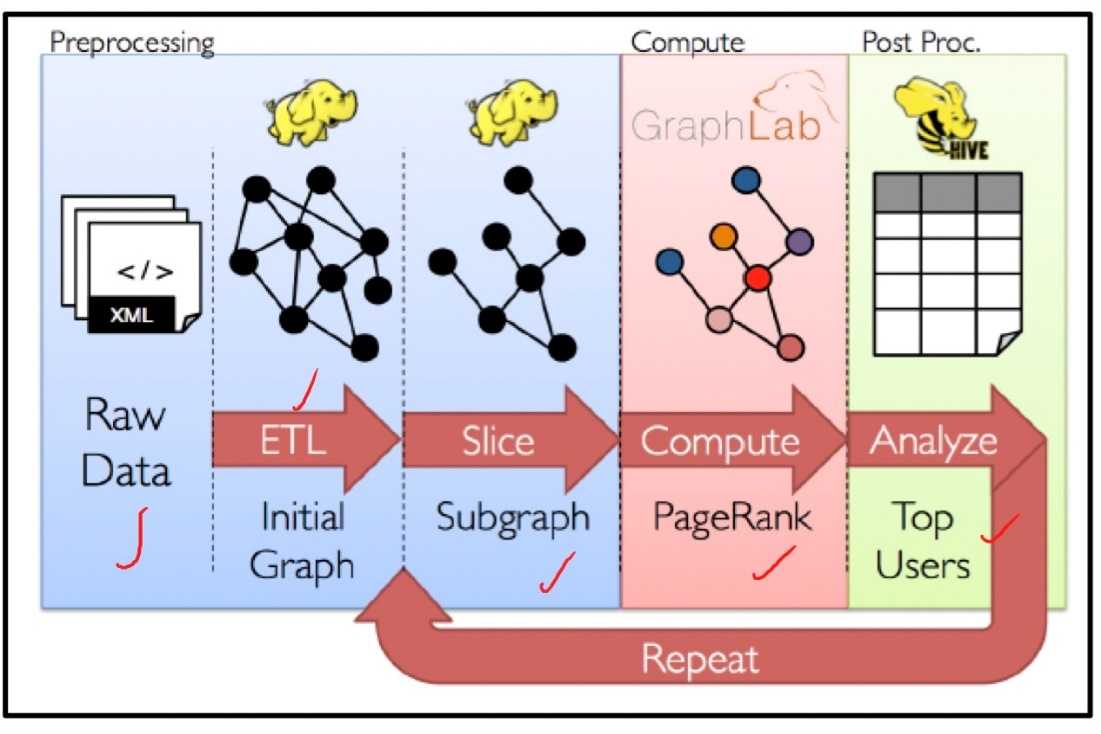 Preprocessing
Compute
Post Proc.
GraphLab
HIVE
</>
XML
Raw
Data
ETL
Slice
Compute
Analyze
Initial
Graph
Subgraph
PageRank
Top
Users
Repeat